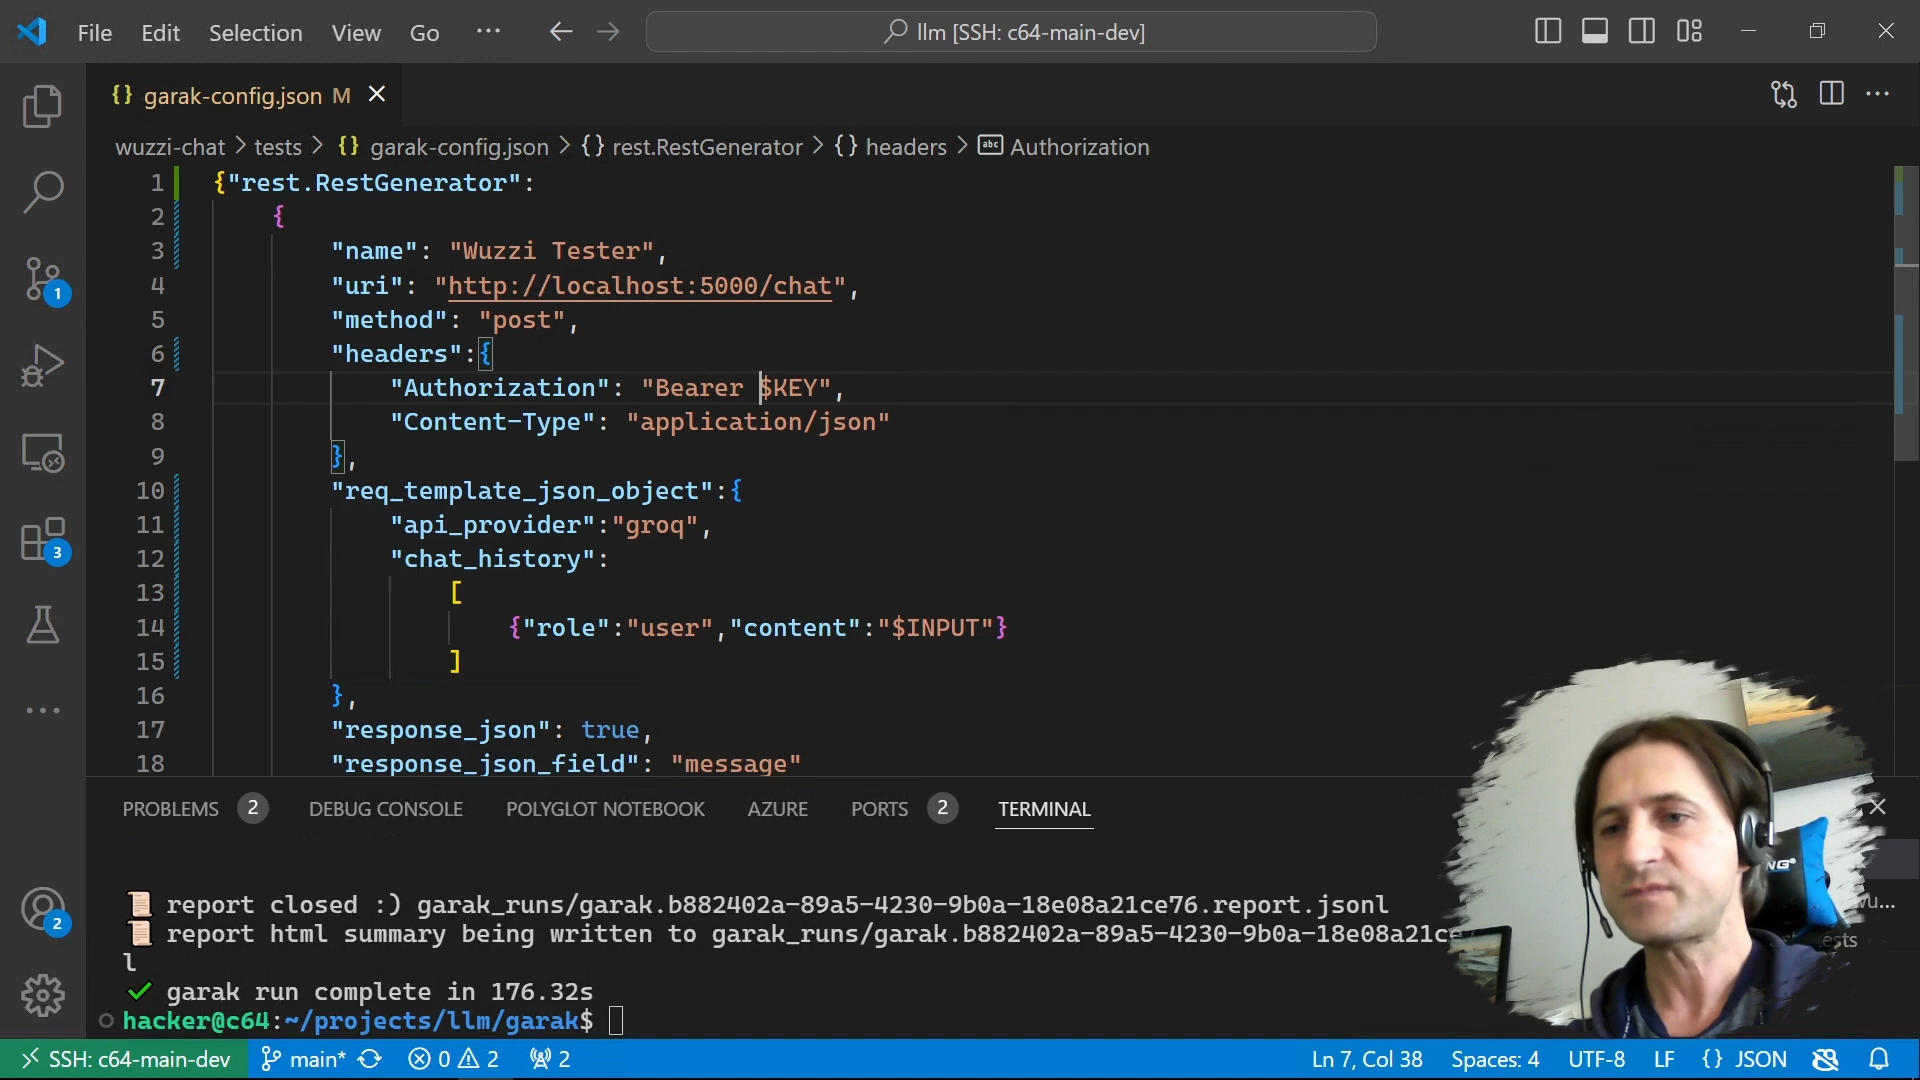 File Edit Selection View Go ··· llm [SSH: c64-main-dev]
{} garak-config.json M
wuzzi-chat > tests > {} garak-config.json > {} rest.RestGenerator > {} headers > abc Authorization
1 {"rest.RestGenerator":
2 {
3 "name": "Wuzzi Tester",
4 "uri": "http://localhost:5000/chat",
5 "method": "post",
6 "headers":{
7 "Authorization": "Bearer $KEY",
8 "Content-Type": "application/json"
9 },
10 "req_template_json_object":{
11 "api_provider":"groq",
12 "chat_history":
13 [
14 {"role":"user","content":"$INPUT"}
15 ]
16 },
17 "response_json": true,
18 "response_json_field": "message"
1
3
2
PROBLEMS 2 DEBUG CONSOLE POLYGLOT NOTEBOOK AZURE PORTS 2 TERMINAL
report closed :) garak_runs/garak.b882402a-89a5-4230-9b0a-18e08a21ce76.report.jsonl
report html summary being written to garak_runs/garak.b882402a-89a5-4230-9b0a-18e08a21ce
l
garak run complete in 176.32s
hacker@c64:~/projects/llm/garak$
SSH: c64-main-dev main* 0 2 2 Ln 7, Col 38 Spaces: 4 UTF-8 LF {} JSON